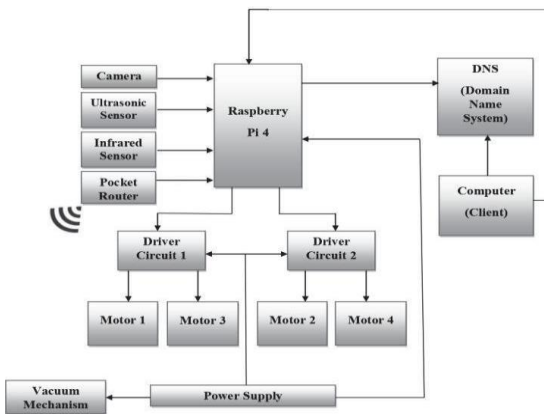 Camera
Ultrasonic
Sensor
Infrared
Sensor
Pocket
Router
Raspberry
Pi 4
DNS
(Domain
Name
System)
Computer
(Client)
Driver
Circuit 1
Driver
Circuit 2
Motor 1
Motor 3
Motor 2
Motor 4
Vacuum
Mechanism
Power Supply